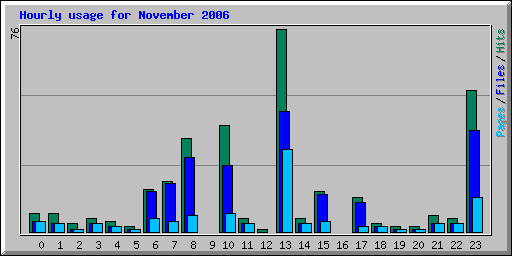 Hourly usage for November 2006
76
Pages/Files/Hits
0 1 2 3 4 5 6 7 8 9 10 11 12 13 14 15 16 17 18 19 20 21 22 23